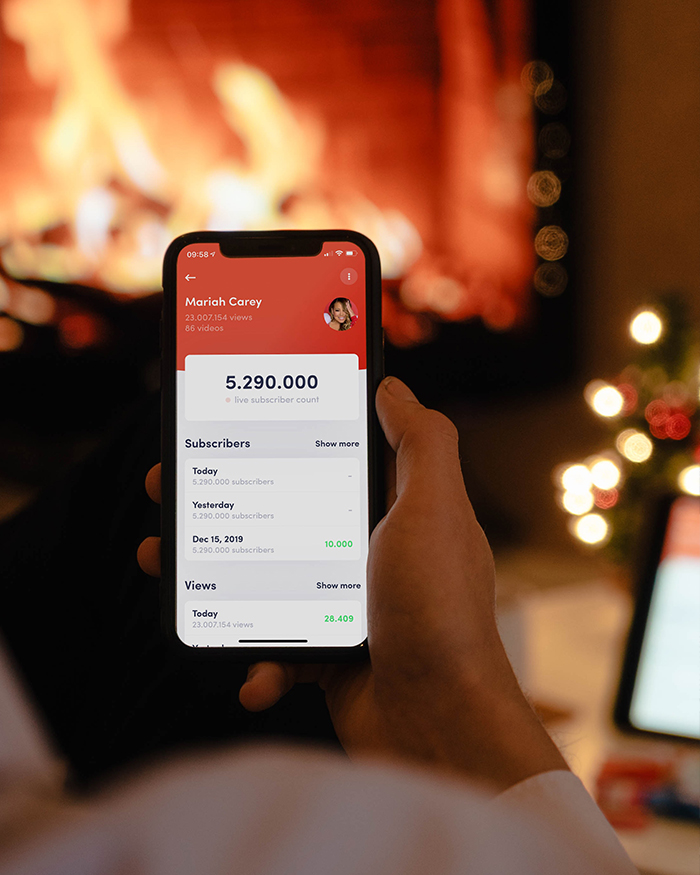 09:58
Mariah Carey
23.007.154 views
86 videos
5.290.000
live subscriber count
Subscribers Show more
Today
5.290.000 subscribers -
Yesterday
5.290.000 subscribers -
Dec 15, 2019
5.290.000 subscribers 10.000
Views Show more
Today
23.007.154 views 28.409